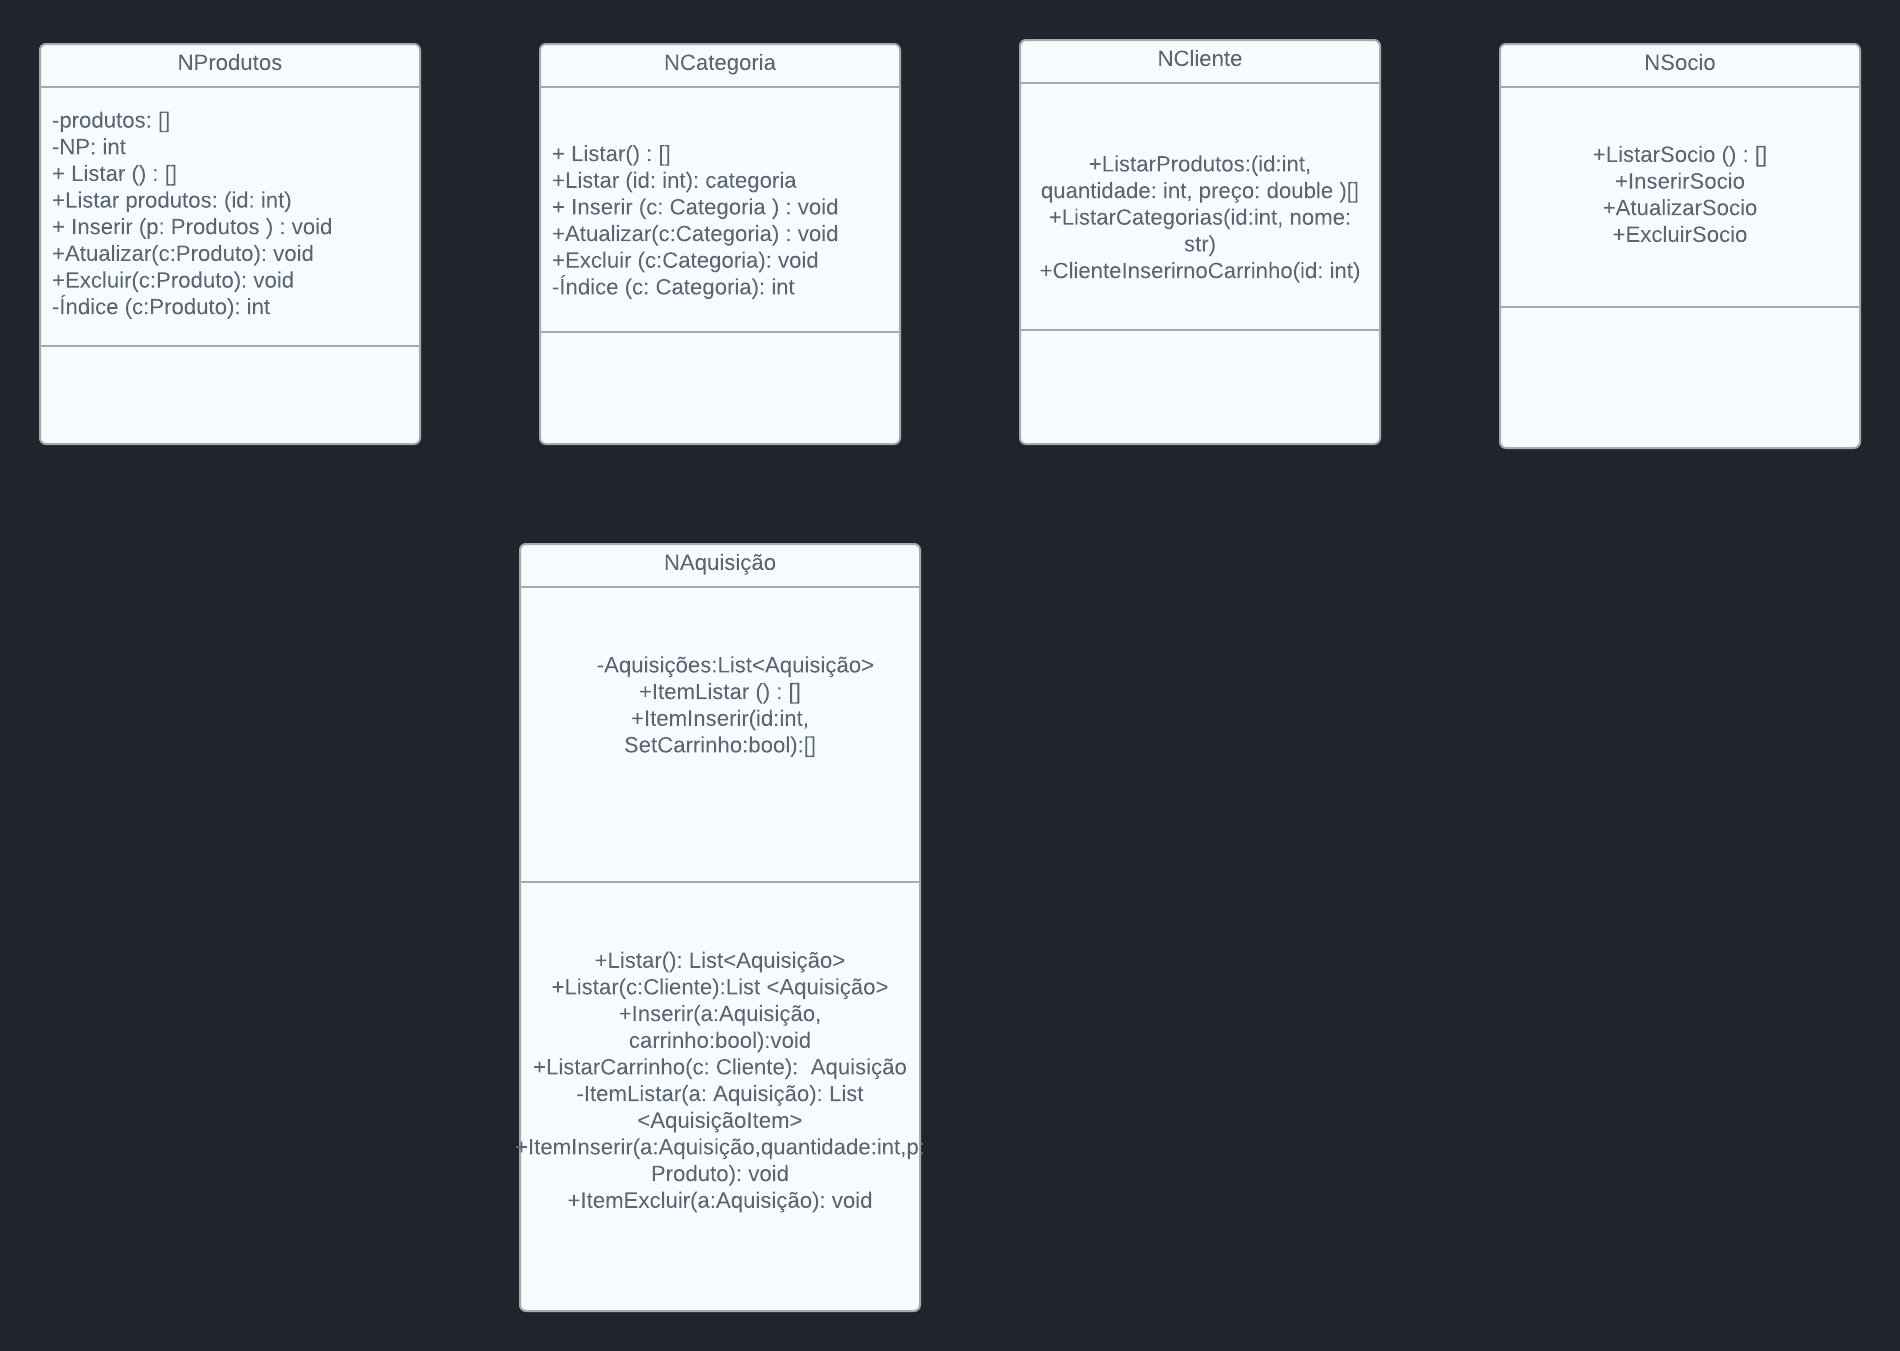 NProdutos
-produtos: []
-NP: int
+ Listar () : []
+Listar produtos: (id: int)
+ Inserir (p: Produtos ) : void
+Atualizar(c:Produto): void
+Excluir(c:Produto): void
-Índice (c:Produto): int
NCategoria
+ Listar() : []
+Listar (id: int): categoria
+ Inserir (c: Categoria ) : void
+Atualizar(c:Categoria) : void
+Excluir (c:Categoria): void
-Índice (c: Categoria): int
NCliente
+ListarProdutos:(id:int,
quantidade: int, preço: double )[]
+ListarCategorias(id:int, nome:
str)
+ClienteInserirnoCarrinho(id: int)
NSocio
+ListarSocio () : []
+InserirSocio
+AtualizarSocio
+ExcluirSocio
NAquisição
-Aquisições:List<Aquisição>
+ItemListar () : []
+ItemInserir(id:int,
SetCarrinho:bool):[]
+Listar(): List<Aquisição>
+Listar(c:Cliente):List <Aquisição>
+Inserir(a:Aquisição,
carrinho:bool):void
+ListarCarrinho(c: Cliente):  Aquisição
-ItemListar(a: Aquisição): List
<AquisiçãoItem>
+ItemInserir(a:Aquisição,quantidade:int,p:
Produto): void
+ItemExcluir(a:Aquisição): void